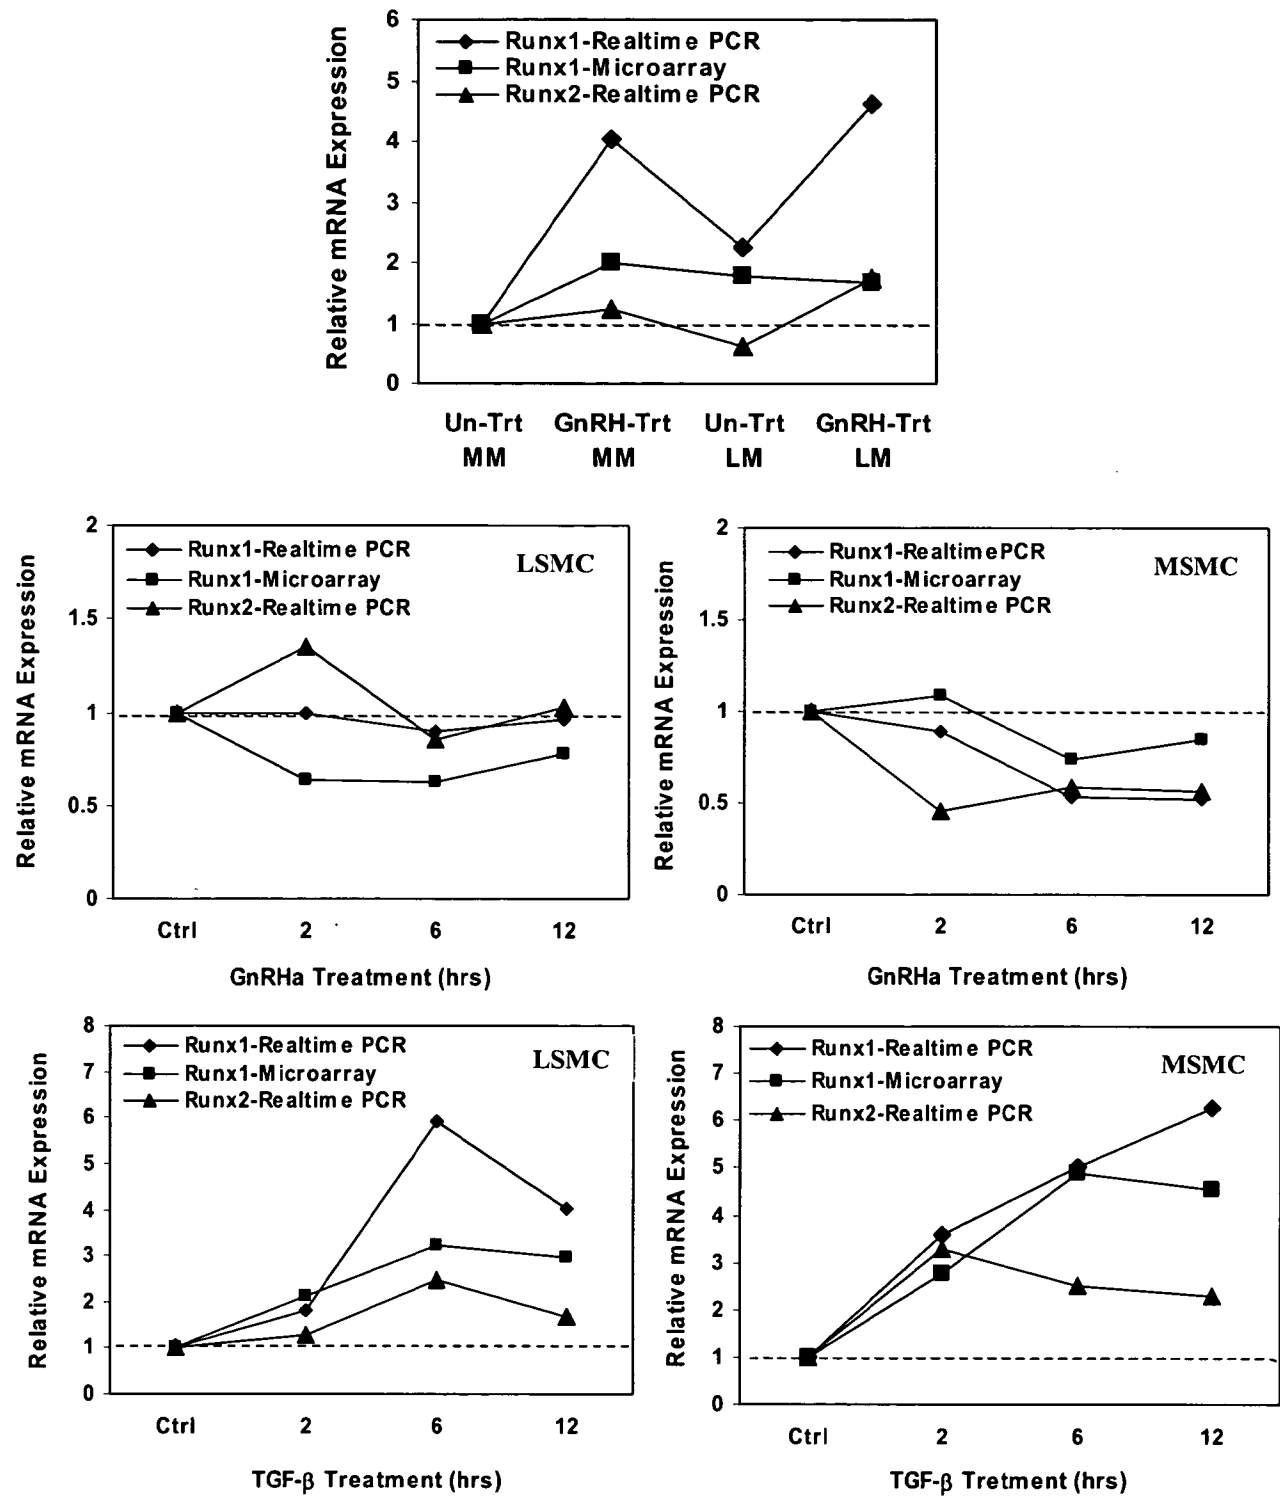 Relative mRNA Expression
6
5
4
3
2
1
0
Runx1-Realtime PCR
Runx1-Microarray
Runx2-Realtime PCR
Un-Trt GnRH-Trt Un-Trt GnRH-Trt
MM MM LM LM
Relative mRNA Expression
2
1.5
1
0.5
0
Runx1-Realtime PCR
Runx1-Microarray
Runx2-Realtime PCR
LSMC
Ctrl 2 6 12
GnRHa Treatment (hrs)
Relative mRNA Expression
2
1.5
1
0.5
0
Runx1-RealtimePCR
Runx1-Microarray
Runx2-Realtime PCR
MSMC
Ctrl 2 6 12
GnRHa Treatment (hrs)
Relative mRNA Expression
8
7
6
5
4
3
2
1
0
Runx1-Realtime PCR
Runx1-Microarray
Runx2-Realtime PCR
LSMC
Ctrl 2 6 12
TGF-β Treatment (hrs)
Relative mRNA Expression
8
7
6
5
4
3
2
1
0
Runx1-Realtime PCR
Runx1-Microarray
Runx2-Realtime PCR
MSMC
Ctrl 2 6 12
TGF-β Tretment (hrs)